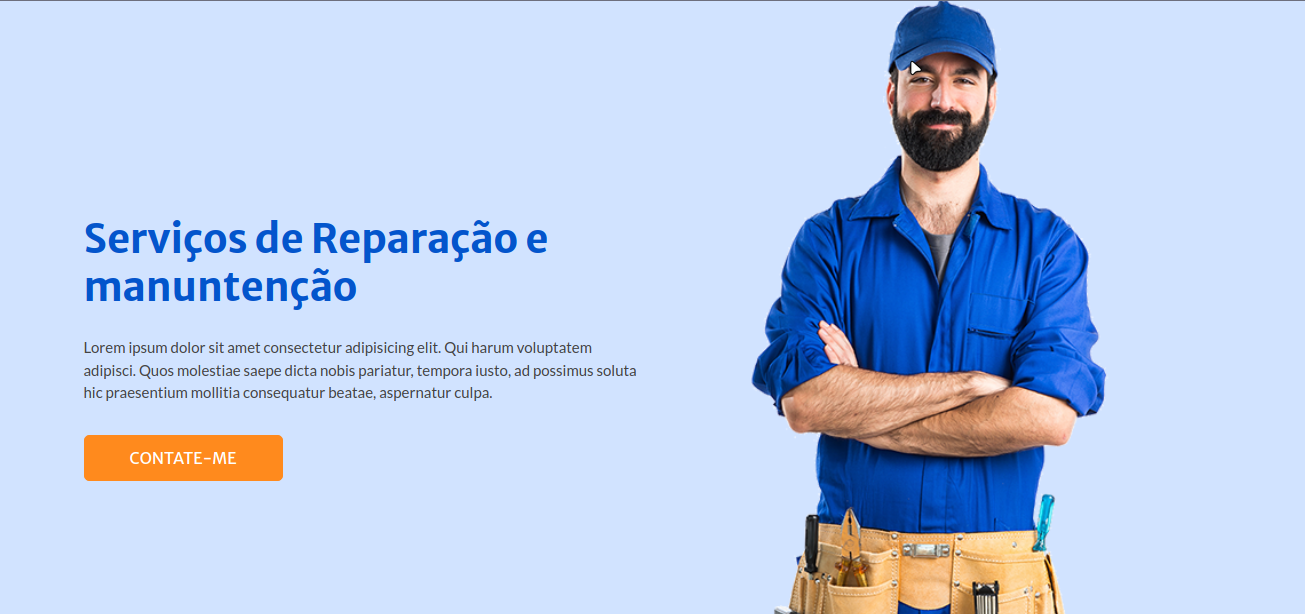 Serviços de Reparação e
manuntenção
Lorem ipsum dolor sit amet consectetur adipisicing elit. Qui harum voluptatem
adipisci. Quos molestiae saepe dicta nobis pariatur, tempora iusto, ad possimus soluta
hic praesentium mollitia consequatur beatae, aspernatur culpa.
CONTATE-ME